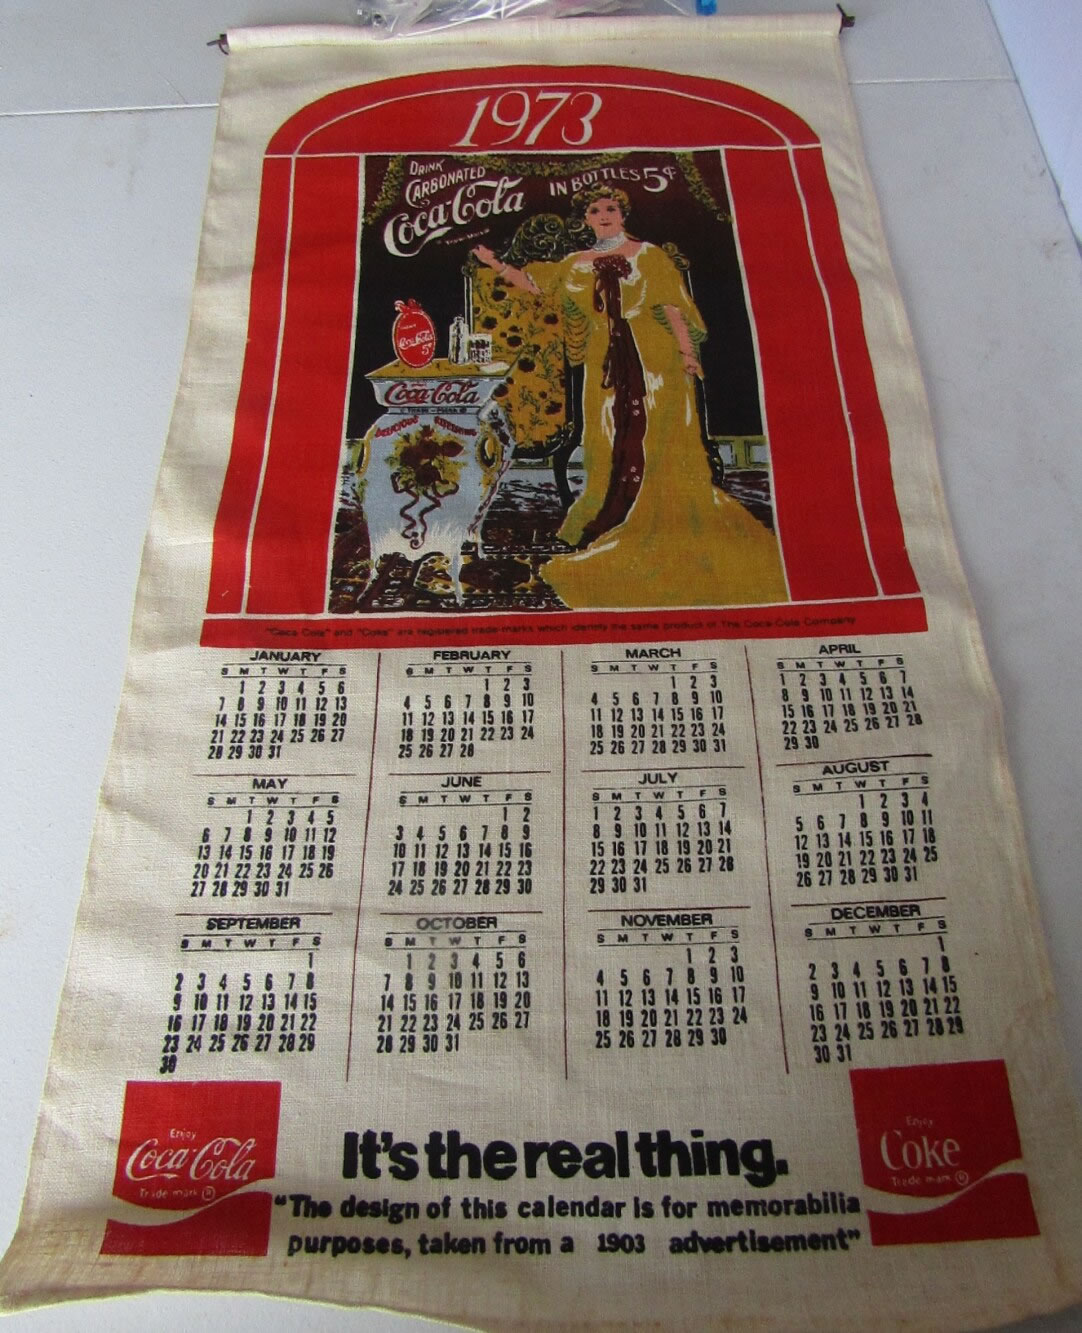 1973
DRINK
CARBONATED
Coca-Cola
IN BOTTLES 5¢
Coca-Cola
5¢
Coca-Cola
DELICIOUS
"Coca Cola" and "Coke" are registered trade-marks which identify the same product of The Coca-Cola Company
JANUARY
S M T W T F S
1 2 3 4 5 6
7 8 9 10 11 12 13
14 15 16 17 18 19 20
21 22 23 24 25 26 27
28 29 30 31
FEBRUARY
S M T W T F S
1 2 3
4 5 6 7 8 9 10
11 12 13 14 15 16 17
18 19 20 21 22 23 24
25 26 27 28
MARCH
S M T W T F S
1 2 3
4 5 6 7 8 9 10
11 12 13 14 15 16 17
18 19 20 21 22 23 24
25 26 27 28 29 30 31
APRIL
S M T W T F S
1 2 3 4 5 6 7
8 9 10 11 12 13 14
15 16 17 18 19 20 21
22 23 24 25 26 27 28
29 30
MAY
S M T W T F S
1 2 3 4 5
6 7 8 9 10 11 12
13 14 15 16 17 18 19
20 21 22 23 24 25 26
27 28 29 30 31
JUNE
S M T W T F S
1 2
3 4 5 6 7 8 9
10 11 12 13 14 15 16
17 18 19 20 21 22 23
24 25 26 27 28 29 30
JULY
S M T W T F S
1 2 3 4 5 6 7
8 9 10 11 12 13 14
15 16 17 18 19 20 21
22 23 24 25 26 27 28
29 30 31
AUGUST
S M T W T F S
1 2 3 4
5 6 7 8 9 10 11
12 13 14 15 16 17 18
19 20 21 22 23 24 25
26 27 28 29 30 31
SEPTEMBER
S M T W T F S
1
2 3 4 5 6 7 8
9 10 11 12 13 14 15
16 17 18 19 20 21 22
23 24 25 26 27 28 29
30
OCTOBER
S M T W T F S
1 2 3 4 5 6
7 8 9 10 11 12 13
14 15 16 17 18 19 20
21 22 23 24 25 26 27
28 29 30 31
NOVEMBER
S M T W T F S
1 2 3
4 5 6 7 8 9 10
11 12 13 14 15 16 17
18 19 20 21 22 23 24
25 26 27 28 29 30
DECEMBER
S M T W T F S
1
2 3 4 5 6 7 8
9 10 11 12 13 14 15
16 17 18 19 20 21 22
23 24 25 26 27 28 29
30 31
Enjoy
Coca-Cola
Trade mark ®
It's the real thing.
"The design of this calendar is for memorabilia
purposes, taken from a 1903 advertisement"
Enjoy
Coke
Trade mark ®